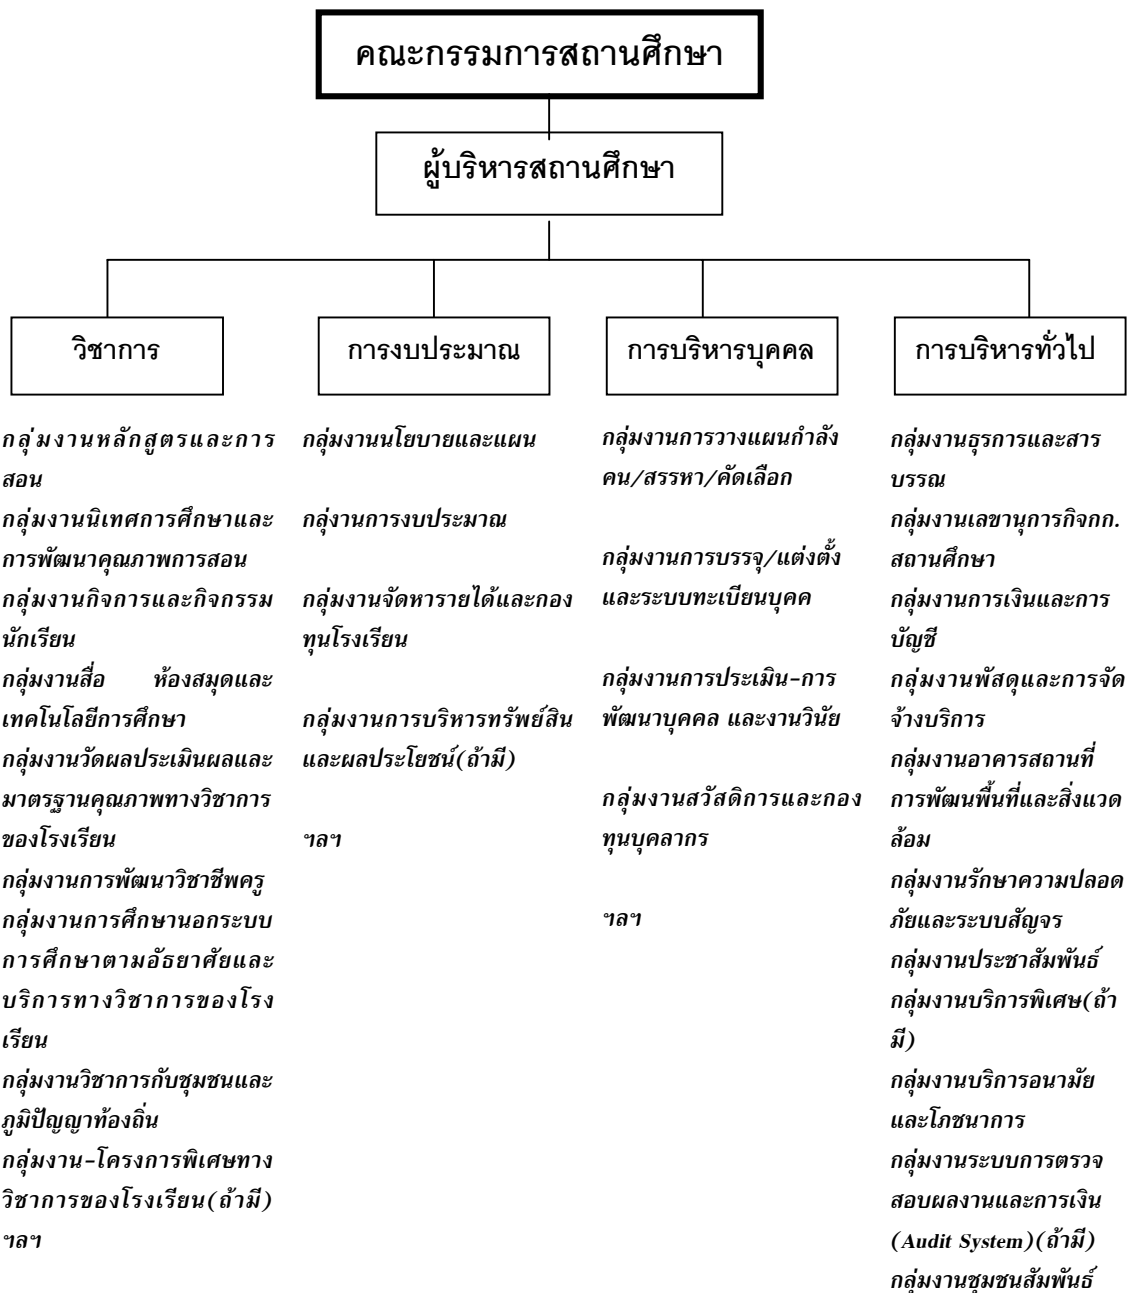 คณะกรรมการสถานศึกษา
ผู้บริหารสถานศึกษา
วิชาการ
การงบประมาณ
การบริหารบุคคล
การบริหารทั่วไป
กลุ่มงานหลักสูตรและการ
สอน
กลุ่มงานนิเทศการศึกษาและ
การพัฒนาคุณภาพการสอน
กลุ่มงานกิจการและกิจกรรม
นักเรียน
กลุ่มงานสื่อ ห้องสมุดและ
เทคโนโลยีการศึกษา
กลุ่มงานวัดผลประเมินผลและ
มาตรฐานคุณภาพทางวิชาการ
ของโรงเรียน
กลุ่มงานการพัฒนาวิชาชีพครู
กลุ่มงานการศึกษานอกระบบ
การศึกษาตามอัธยาศัยและ
บริการทางวิชาการของโรง
เรียน
กลุ่มงานวิชาการกับชุมชนและ
ภูมิปัญญาท้องถิ่น
กลุ่มงาน-โครงการพิเศษทาง
วิชาการของโรงเรียน(ถ้ามี)
ฯลฯ
กลุ่มงานนโยบายและแผน
กลุ่งานการงบประมาณ
กลุ่มงานจัดหารายได้และกอง
ทุนโรงเรียน
กลุ่มงานการบริหารทรัพย์สิน
และผลประโยชน์(ถ้ามี)
ฯลฯ
กลุ่มงานการวางแผนกำลัง
คน/สรรหา/คัดเลือก
กลุ่มงานการบรรจุ/แต่งตั้ง
และระบบทะเบียนบุคค
กลุ่มงานการประเมิน-การ
พัฒนาบุคคล และงานวินัย
กลุ่มงานสวัสดิการและกอง
ทุนบุคลากร
ฯลฯ
กลุ่มงานธุรการและสาร
บรรณ
กลุ่มงานเลขานุการกิจกก.
สถานศึกษา
กลุ่มงานการเงินและการ
บัญชี
กลุ่มงานพัสดุและการจัด
จ้างบริการ
กลุ่มงานอาคารสถานที่
การพัฒนพื้นที่และสิ่งแวด
ล้อม
กลุ่มงานรักษาความปลอด
ภัยและระบบสัญจร
กลุ่มงานประชาสัมพันธ์
กลุ่มงานบริการพิเศษ(ถ้า
มี)
กลุ่มงานบริการอนามัย
และโภชนาการ
กลุ่มงานระบบการตรวจ
สอบผลงานและการเงิน
(Audit System)(ถ้ามี)
กลุ่มงานชุมชนสัมพันธ์